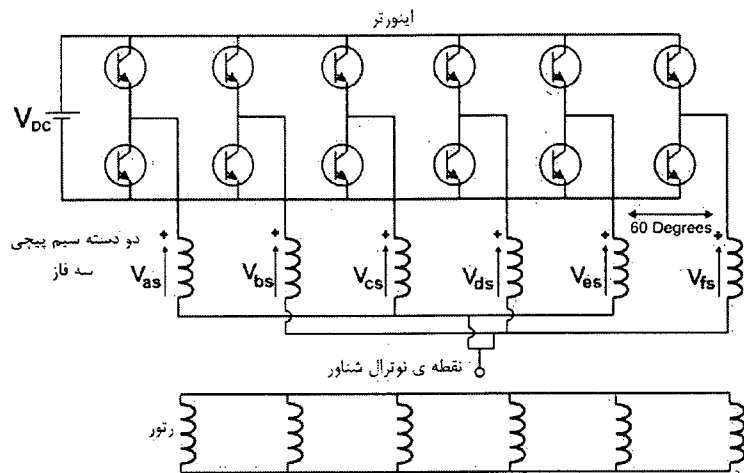 اینورتر
V_DC
60 Degrees
دو دسته سیم پیچی
سه فاز
+ + + + + +
V_as V_bs V_cs V_ds V_es V_fs
نقطه ی نوترال شناور
رتور